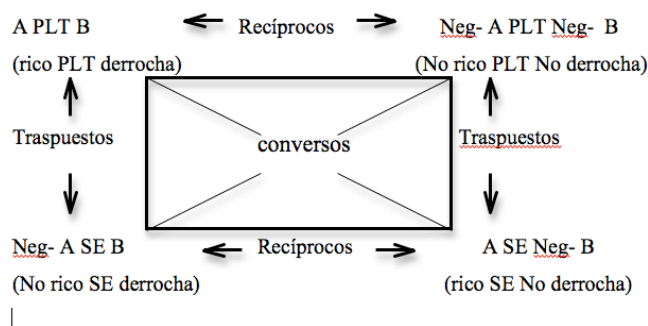 A PLT B Recíprocos Neg- A PLT Neg- B
(rico PLT derrocha) (No rico PLT No derrocha)
Traspuestos conversos Traspuestos
Neg- A SE B Recíprocos A SE Neg- B
(No rico SE derrocha) (rico SE No derrocha)